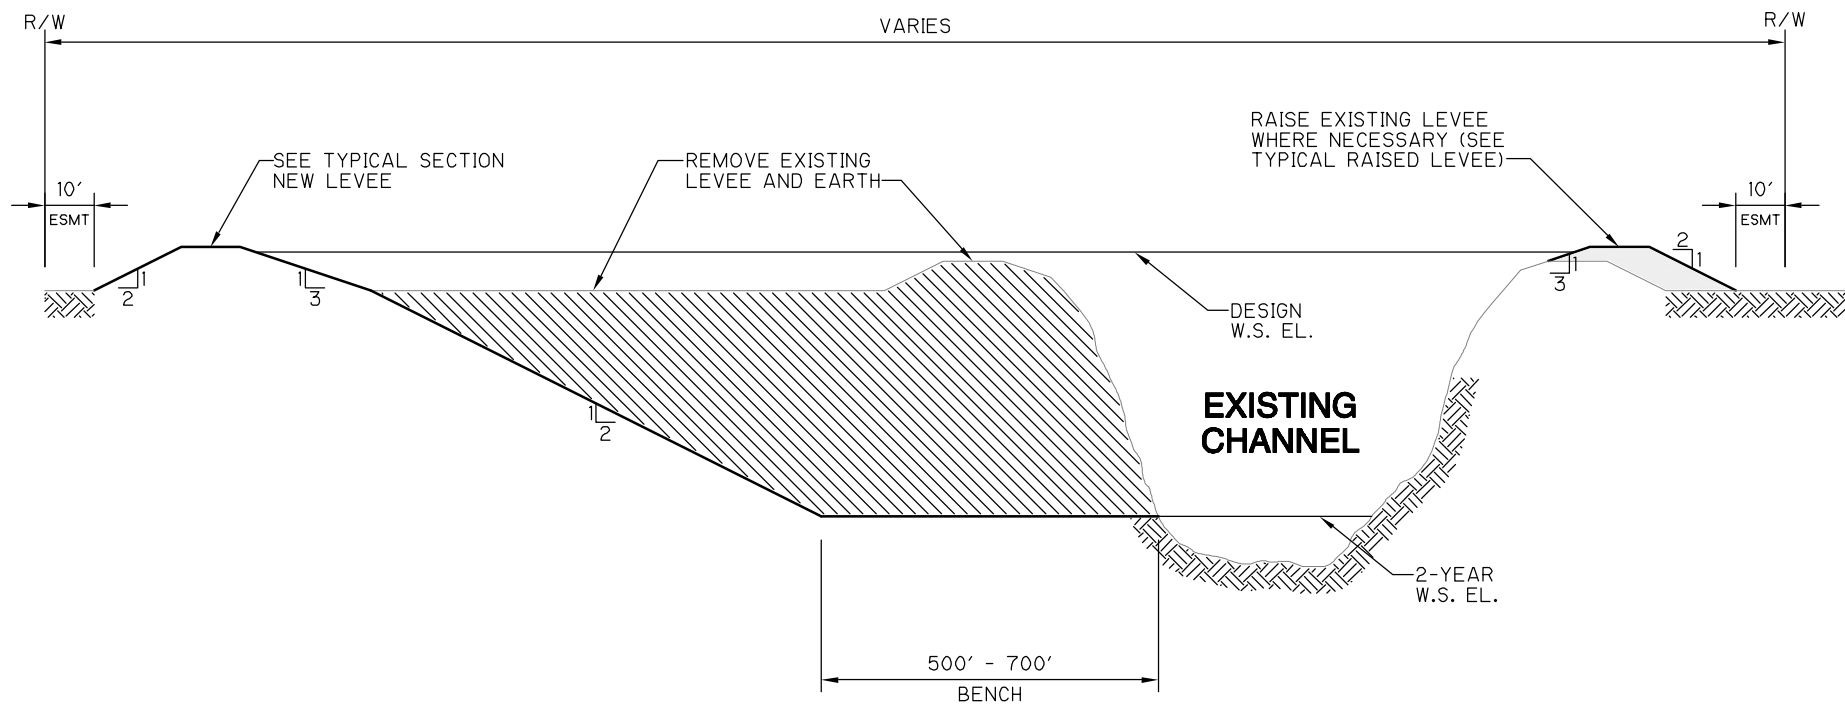 R/W
VARIES
R/W
RAISE EXISTING LEVEE
WHERE NECESSARY (SEE
TYPICAL RAISED LEVEE)
SEE TYPICAL SECTION
NEW LEVEE
REMOVE EXISTING
LEVEE AND EARTH
10'
ESMT
10'
ESMT
1
2
1
3
2
1
1
3
DESIGN
W.S. EL.
1
2
EXISTING
CHANNEL
2-YEAR
W.S. EL.
500' - 700'
BENCH